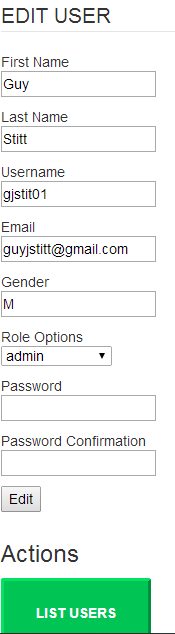 EDIT USER
First Name
Guy
Last Name
Stitt
Username
gjstit01
Email
guyjstitt@gmail.com
Gender
M
Role Options
admin
Password
Password Confirmation
Edit
Actions
LIST USERS